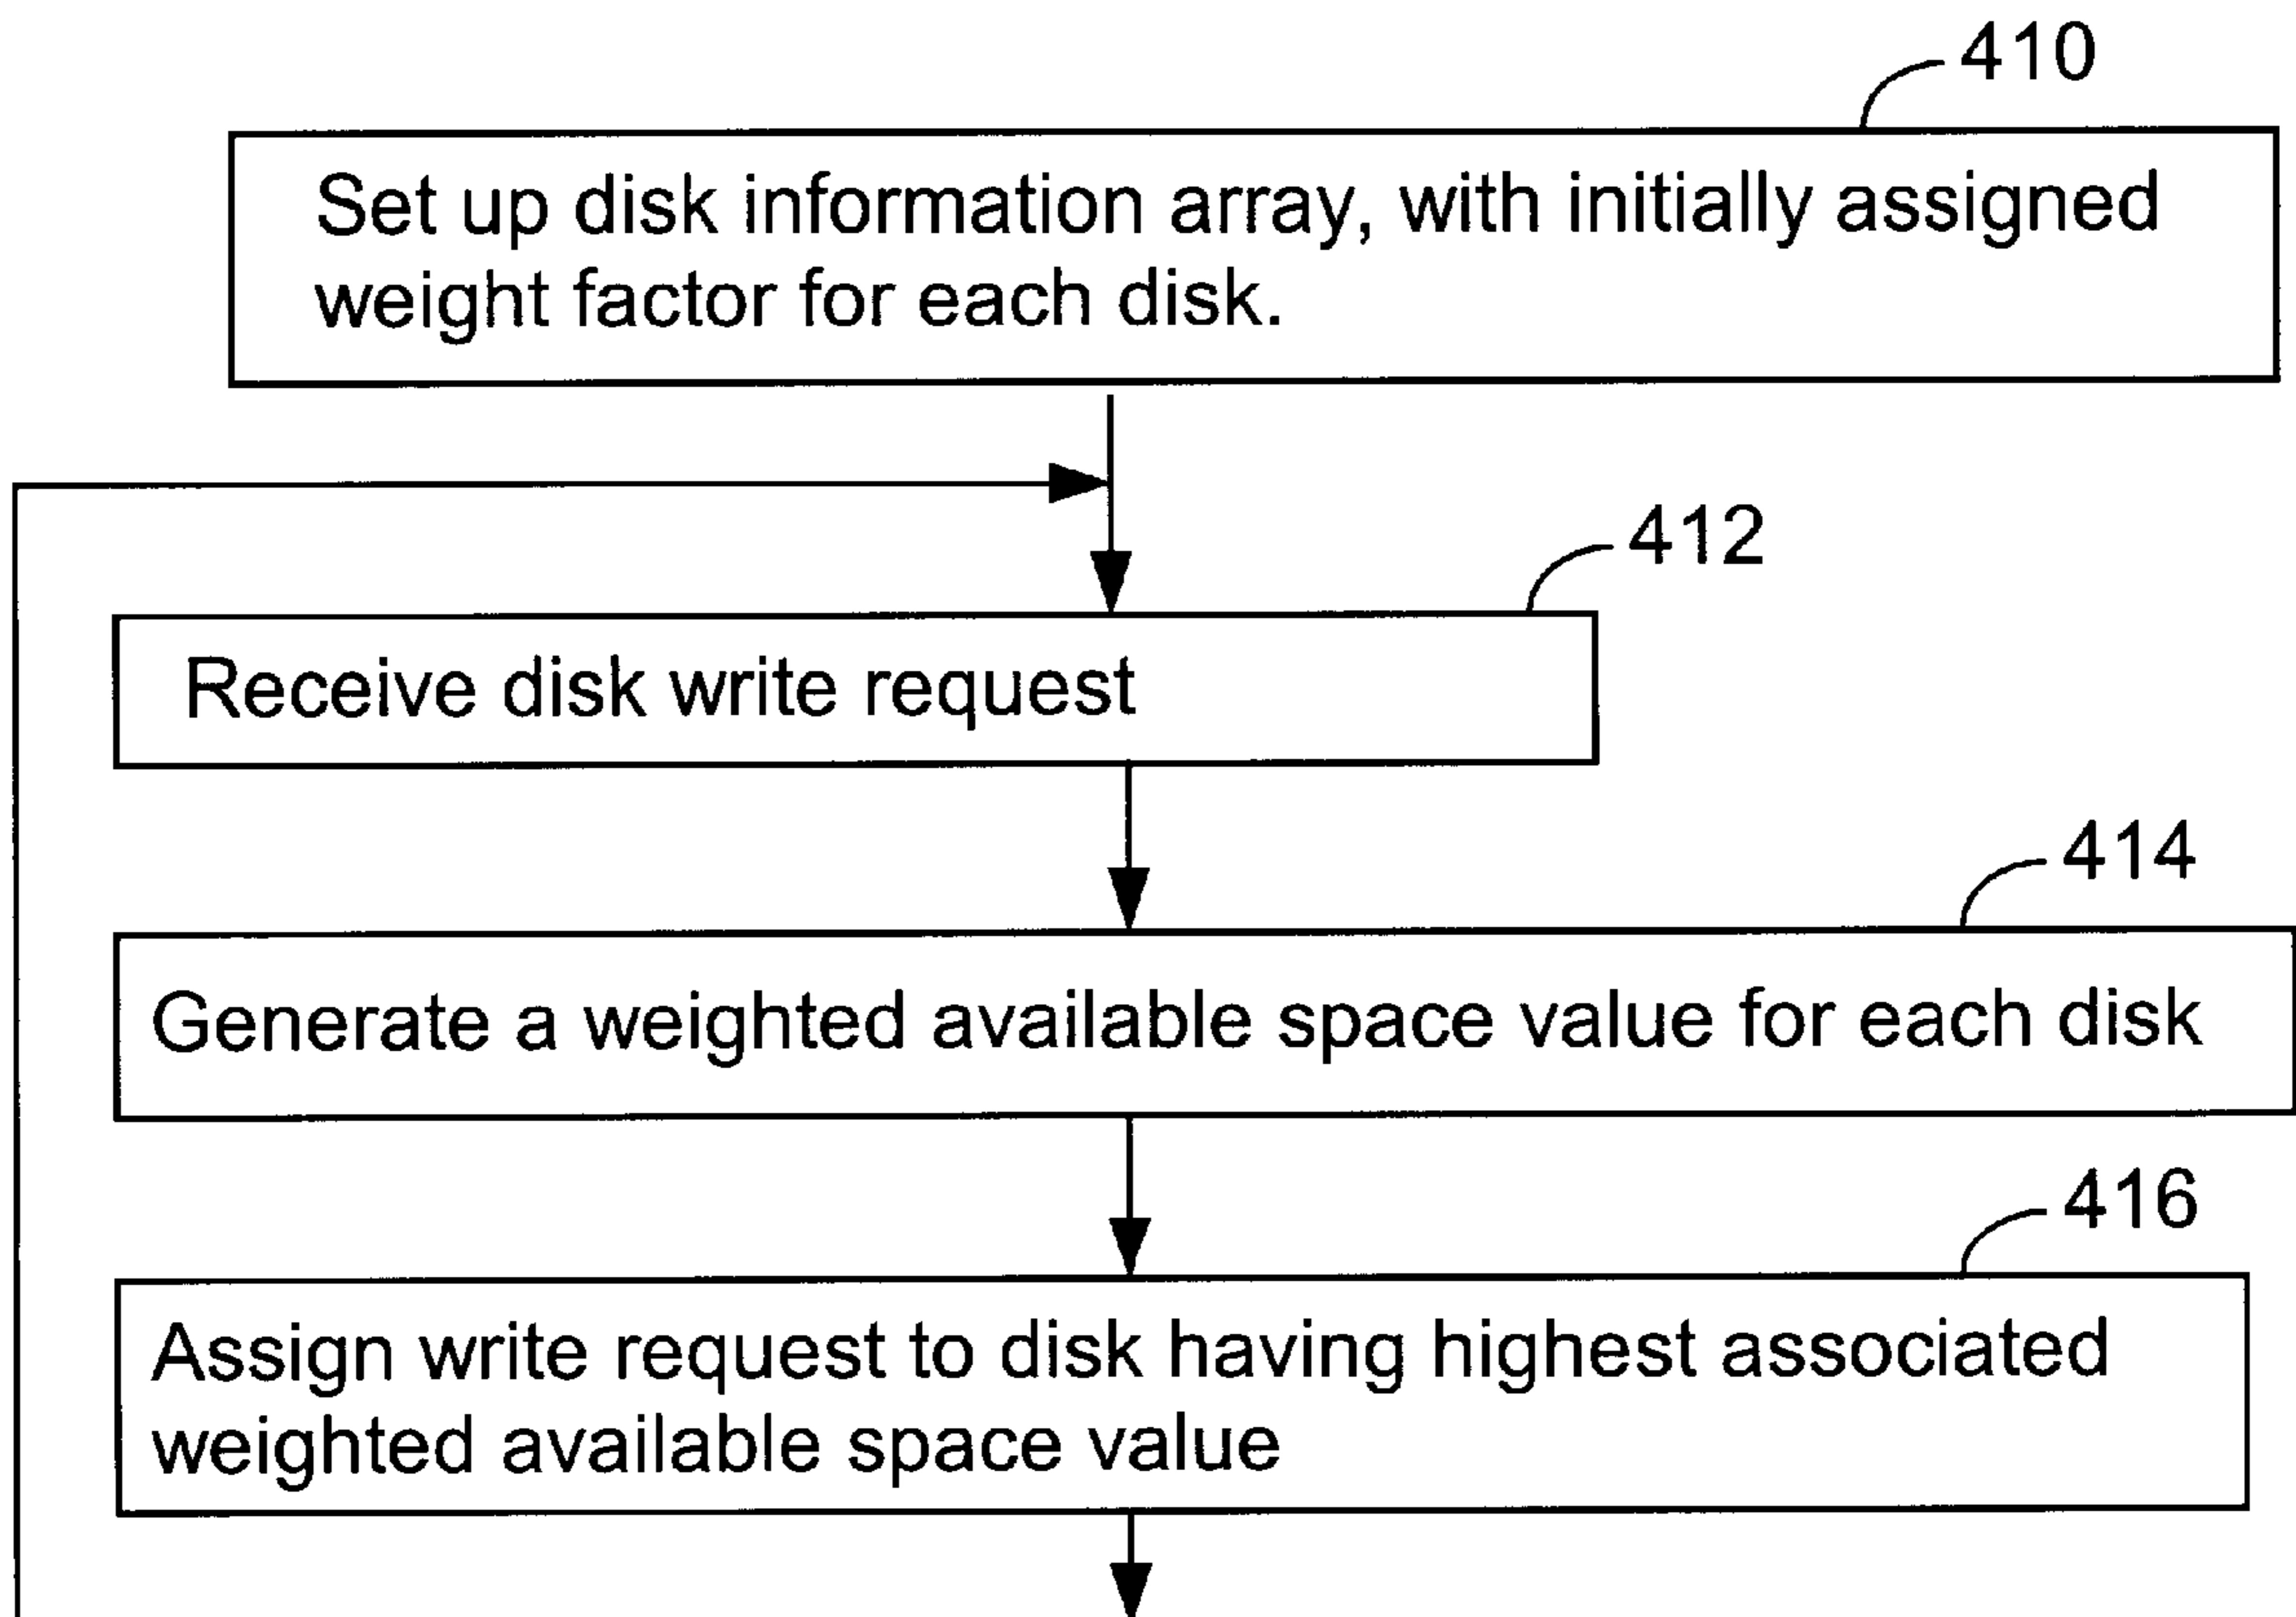 410
Set up disk information array, with initially assigned
weight factor for each disk.
412
Receive disk write request
414
Generate a weighted available space value for each disk
416
Assign write request to disk having highest associated
weighted available space value